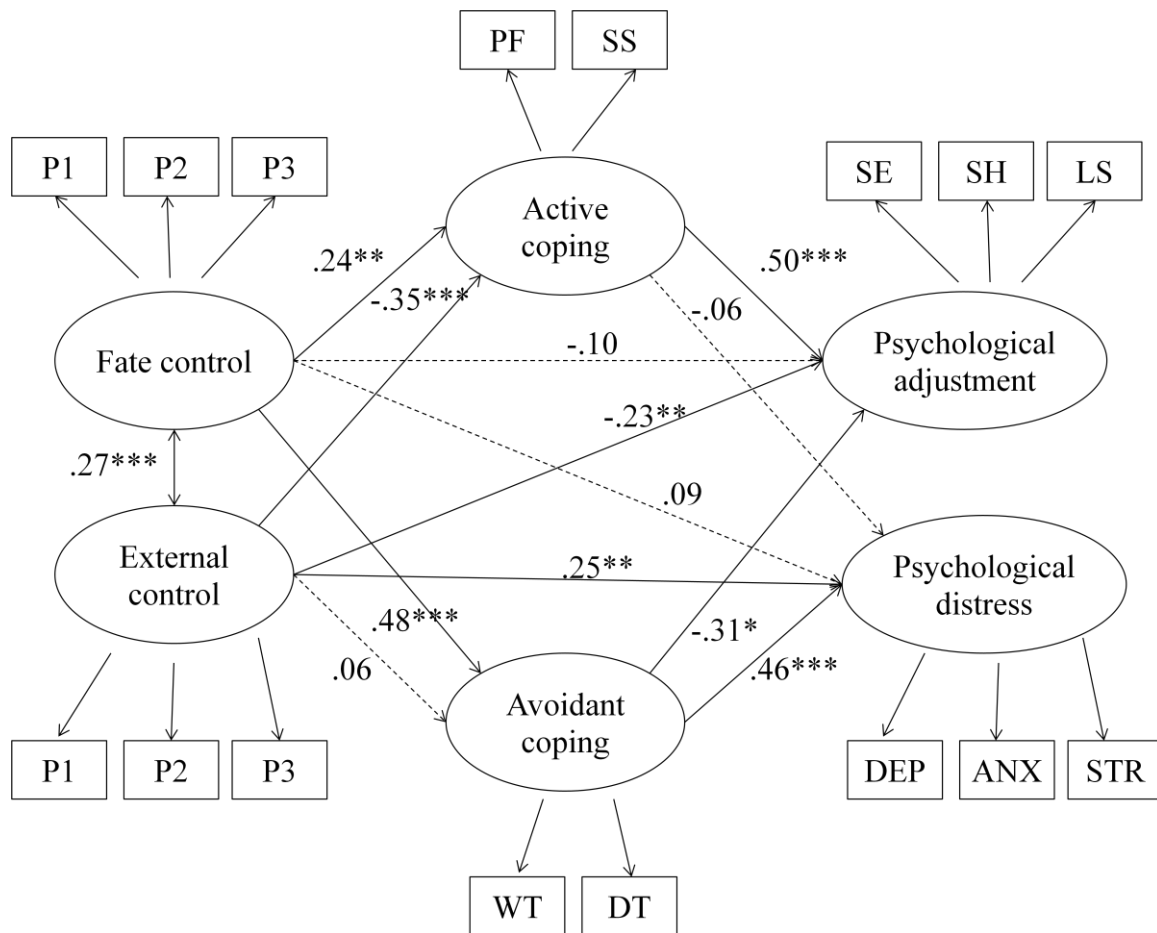 PF
SS
P1
P2
P3
SE
SH
LS
Active
coping
.24**
.50***
-.35***
-.06
Fate control
-.10
Psychological
adjustment
-.23**
.27***
.09
External
control
.25**
Psychological
distress
.48***
-.31*
.06
.46***
Avoidant
coping
P1
P2
P3
DEP
ANX
STR
WT
DT